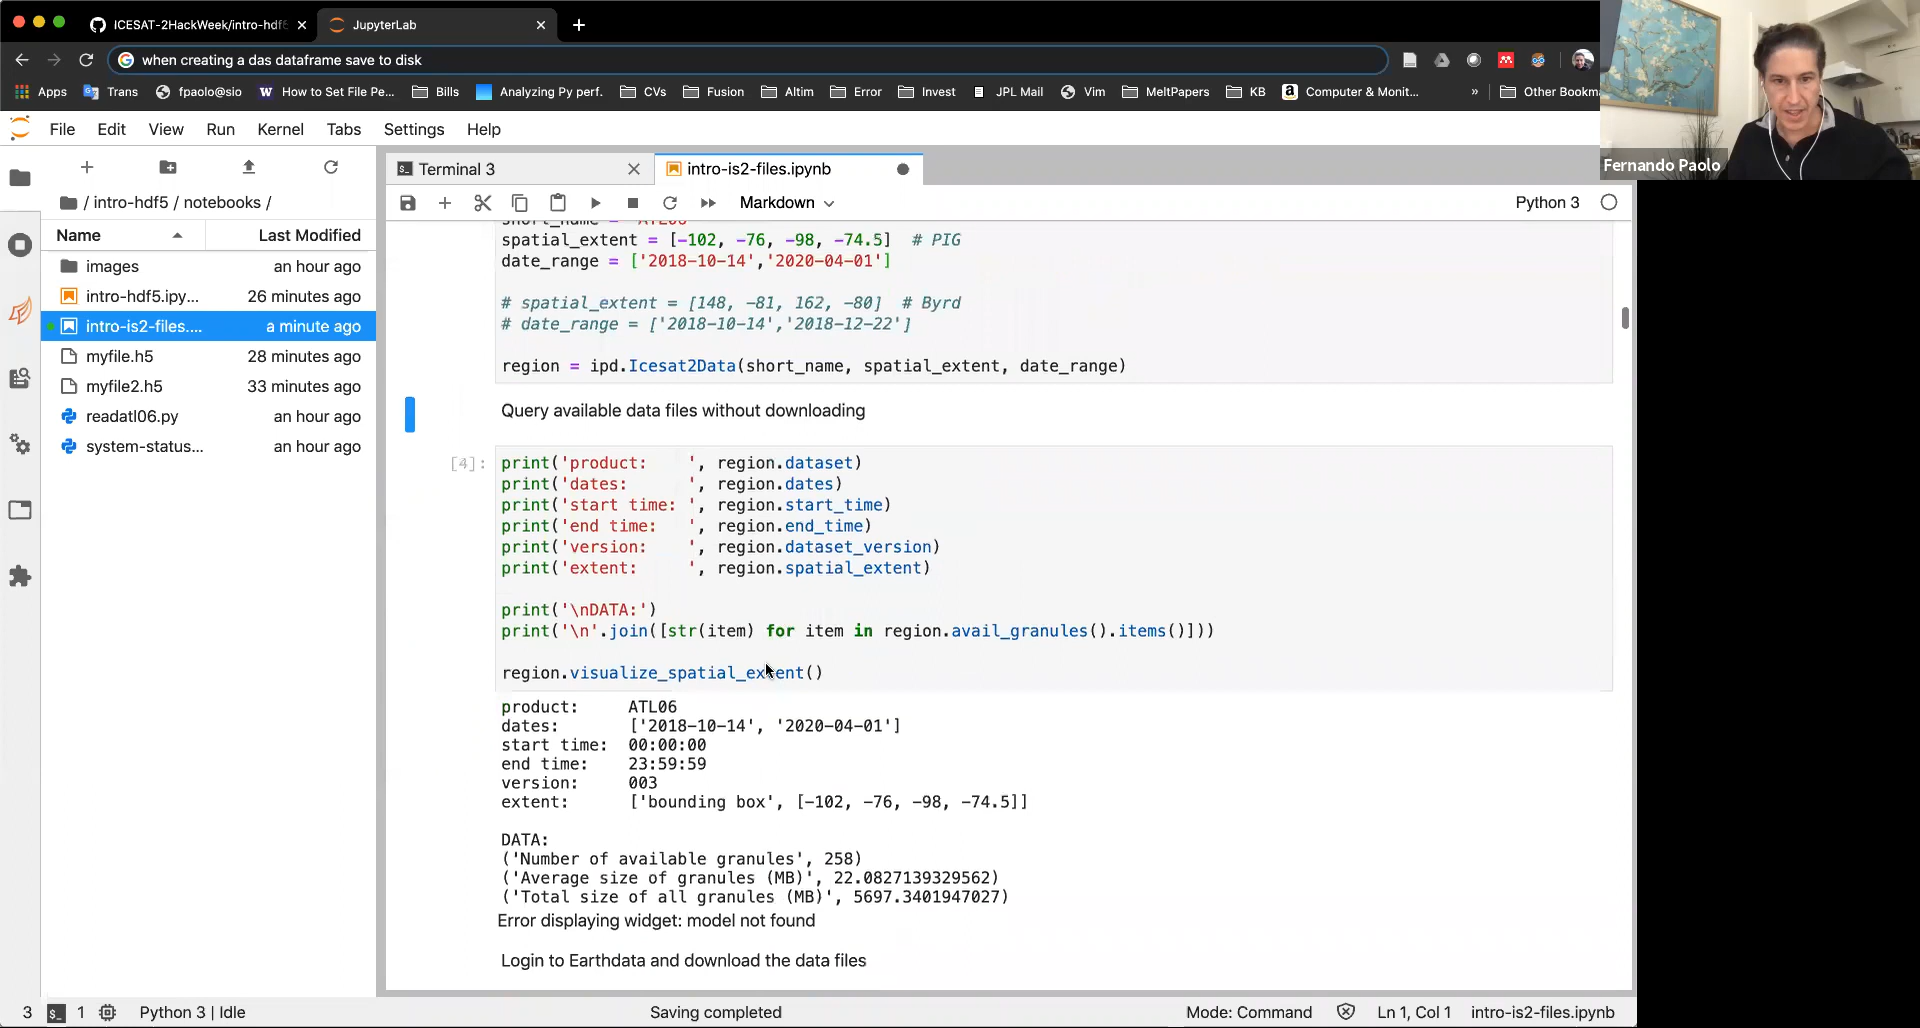 ICESAT-2HackWeek/intro-hdf5
JupyterLab
when creating a das dataframe save to disk
Apps
Trans
fpaolo@sio
How to Set File Pe...
Bills
Analyzing Py perf.
CVs
Fusion
Altim
Error
Invest
JPL Mail
Vim
MeltPapers
KB
Computer & Monit...
»
Other Bookma
Fernando Paolo
File Edit View Run Kernel Tabs Settings Help
Terminal 3
intro-is2-files.ipynb
/ intro-hdf5 / notebooks /
Markdown
Python 3
Name Last Modified
images an hour ago
intro-hdf5.ipy... 26 minutes ago
intro-is2-files.... a minute ago
myfile.h5 28 minutes ago
myfile2.h5 33 minutes ago
readatl06.py an hour ago
system-status... an hour ago
short_name = 'ATL06'
spatial_extent = [-102, -76, -98, -74.5]  # PIG
date_range = ['2018-10-14','2020-04-01']
# spatial_extent = [148, -81, 162, -80]  # Byrd
# date_range = ['2018-10-14','2018-12-22']
region = ipd.Icesat2Data(short_name, spatial_extent, date_range)
Query available data files without downloading
[4]:
print('product:    ', region.dataset)
print('dates:      ', region.dates)
print('start time: ', region.start_time)
print('end time:   ', region.end_time)
print('version:    ', region.dataset_version)
print('extent:     ', region.spatial_extent)
print('\nDATA:')
print('\n'.join([str(item) for item in region.avail_granules().items()]))
region.visualize_spatial_extent()
product:     ATL06
dates:       ['2018-10-14', '2020-04-01']
start time:  00:00:00
end time:    23:59:59
version:     003
extent:      ['bounding box', [-102, -76, -98, -74.5]]
DATA:
('Number of available granules', 258)
('Average size of granules (MB)', 22.0827139329562)
('Total size of all granules (MB)', 5697.3401947027)
Error displaying widget: model not found
Login to Earthdata and download the data files
3 1 Python 3 | Idle Saving completed Mode: Command Ln 1, Col 1 intro-is2-files.ipynb